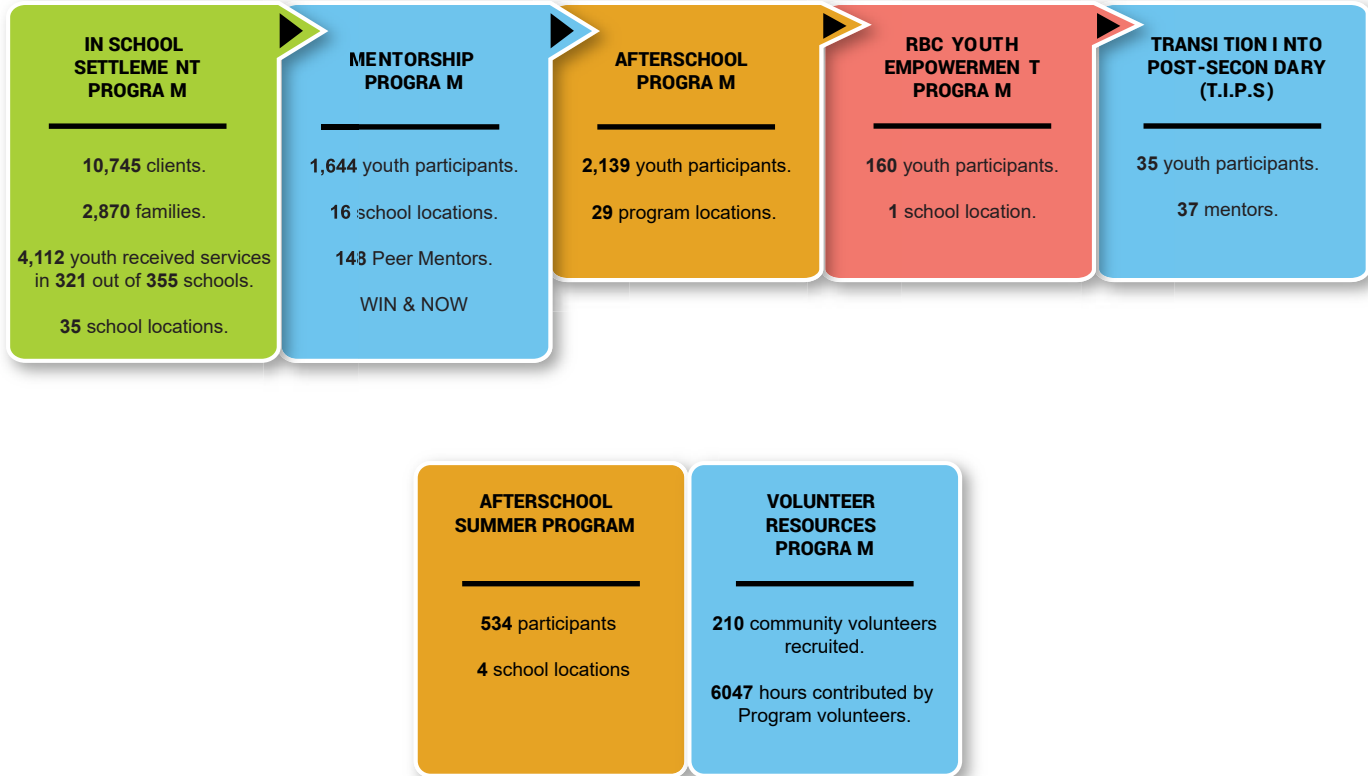 IN SCHOOL
SETTLEME NT
PROGRA M
10,745 clients.
2,870 families.
4,112 youth received services
in 321 out of 355 schools.
35 school locations.
MENTORSHIP
PROGRA M
1,644 youth participants.
16 school locations.
148 Peer Mentors.
WIN & NOW
AFTERSCHOOL
PROGRA M
2,139 youth participants.
29 program locations.
RBC YOUTH
EMPOWERMEN T
PROGRA M
160 youth participants.
1 school location.
TRANSI TION I NTO
POST-SECON DARY
(T.I.P.S)
35 youth participants.
37 mentors.
AFTERSCHOOL
SUMMER PROGRAM
534 participants
4 school locations
VOLUNTEER
RESOURCES
PROGRA M
210 community volunteers
recruited.
6047 hours contributed by
Program volunteers.